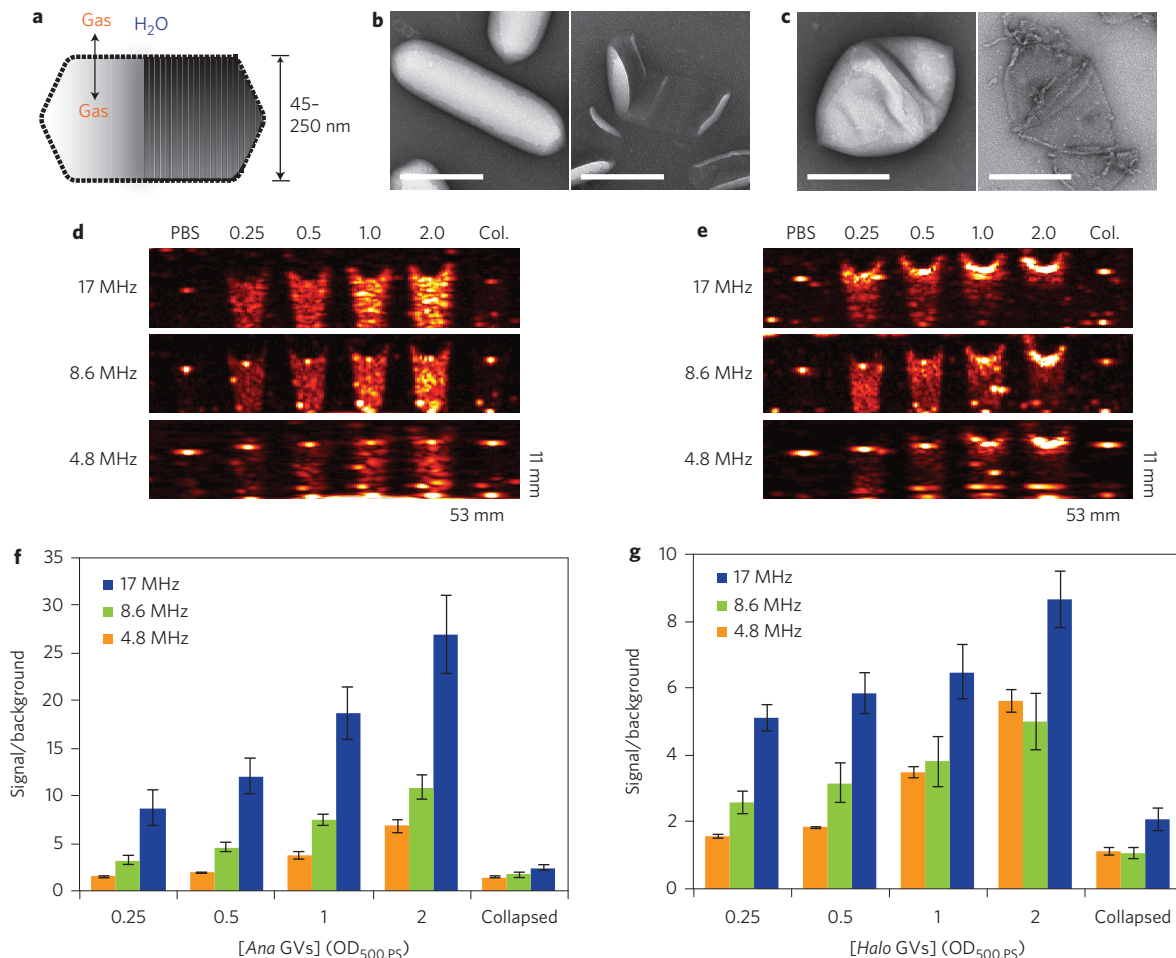 a
Gas
H₂O
Gas
45–
250 nm
b
c
d
PBS 0.25 0.5 1.0 2.0 Col.
17 MHz
8.6 MHz
4.8 MHz
11 mm
53 mm
e
PBS 0.25 0.5 1.0 2.0 Col.
17 MHz
8.6 MHz
4.8 MHz
11 mm
53 mm
f
35
30
25
20
15
10
5
0
Signal/background
17 MHz
8.6 MHz
4.8 MHz
0.25 0.5 1 2 Collapsed
[Ana GVs] (OD500,PS)
g
10
8
6
4
2
0
Signal/background
17 MHz
8.6 MHz
4.8 MHz
0.25 0.5 1 2 Collapsed
[Halo GVs] (OD500,PS)